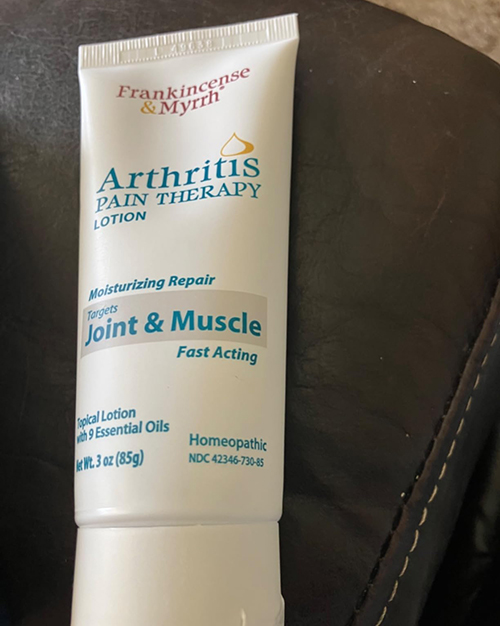 Frankincense
& Myrrh®
Arthritis
PAIN THERAPY
LOTION
Moisturizing Repair
Targets
Joint & Muscle
Fast Acting
Topical Lotion
with 9 Essential Oils
Net Wt. 3 oz (85g)
Homeopathic
NDC 42346-730-85